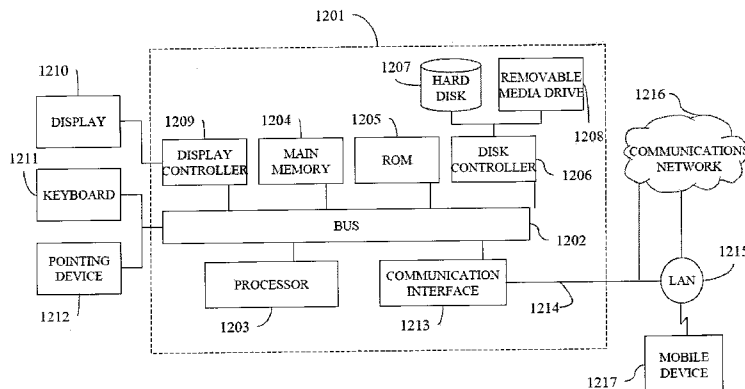 1201
1210
DISPLAY
1211
KEYBOARD
POINTING
DEVICE
1212
1209
DISPLAY
CONTROLLER
1204
MAIN
MEMORY
1205
ROM
1207
HARD
DISK
REMOVABLE
MEDIA DRIVE
1208
DISK
CONTROLLER
1206
BUS
1202
PROCESSOR
1203
COMMUNICATION
INTERFACE
1213
1214
1216
COMMUNICATIONS
NETWORK
1215
LAN
1217
MOBILE
DEVICE